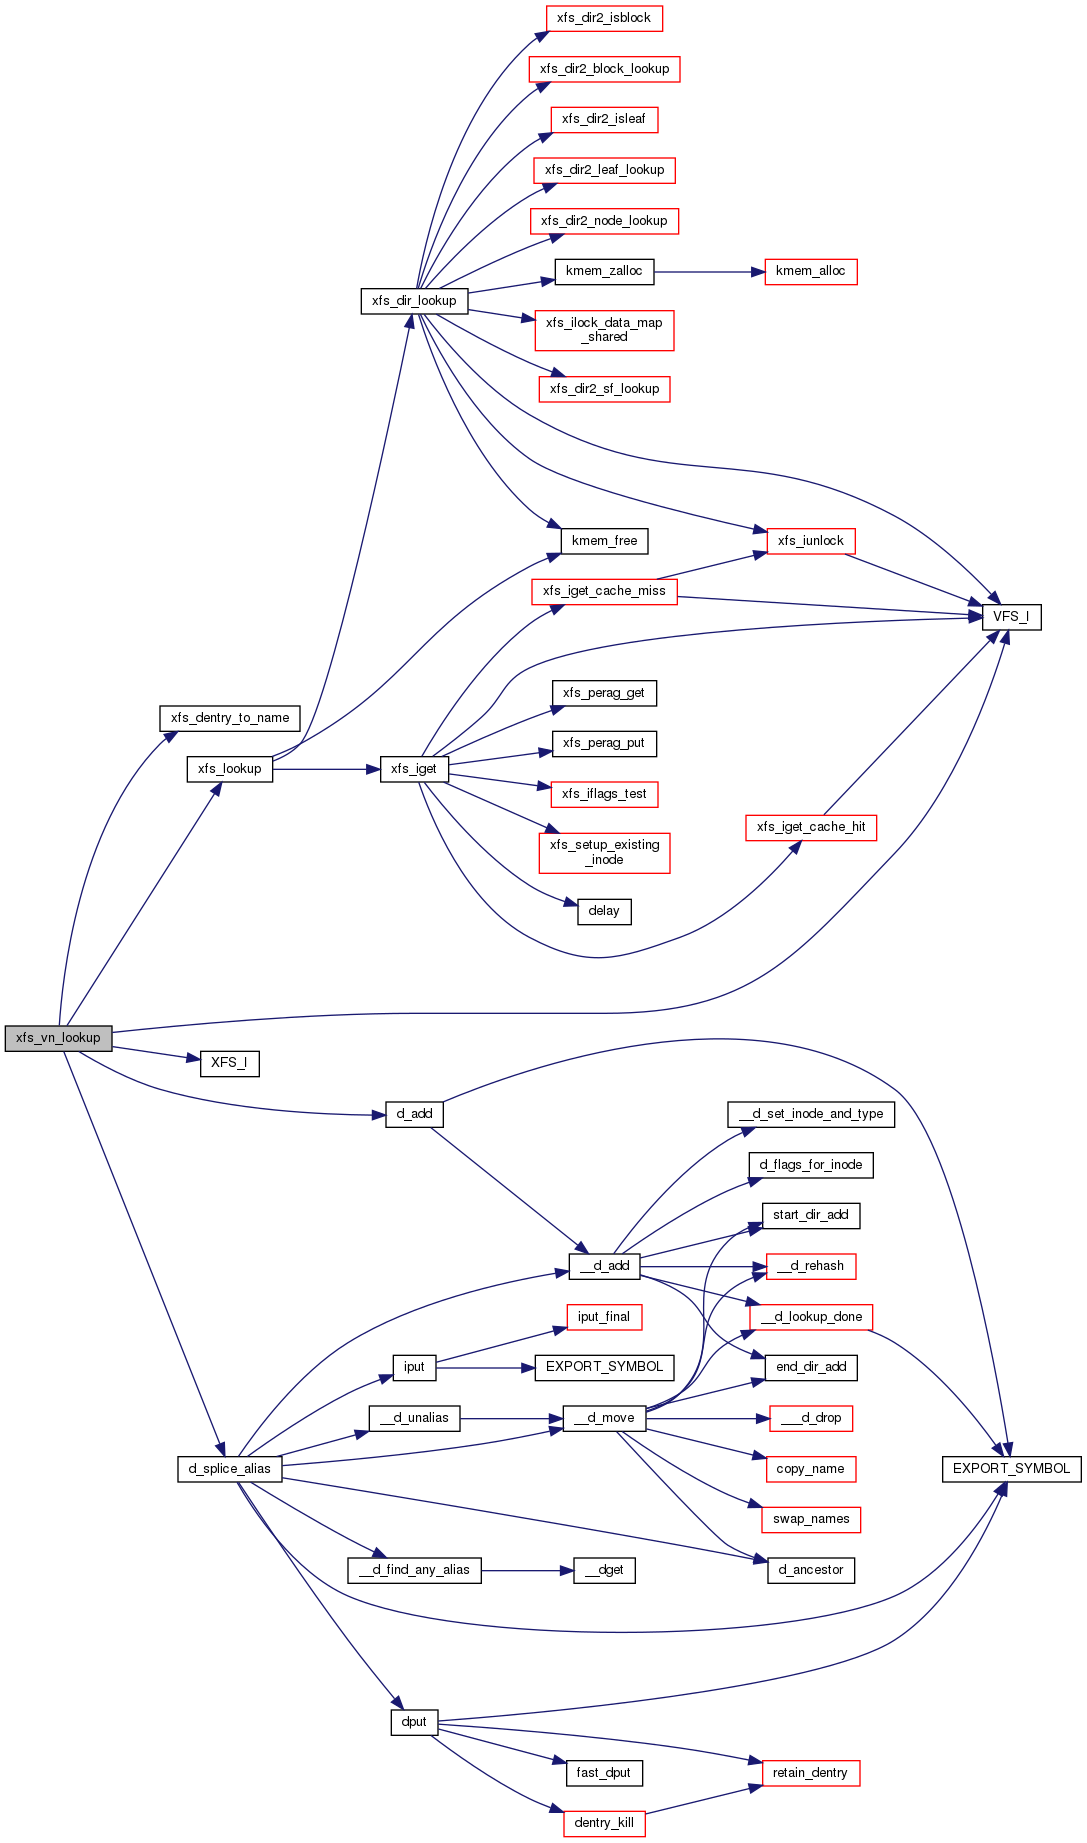 xfs_dir2_isblock
xfs_dir2_block_lookup
xfs_dir2_isleaf
xfs_dir2_leaf_lookup
xfs_dir2_node_lookup
kmem_zalloc
kmem_alloc
xfs_dir_lookup
xfs_ilock_data_map
_shared
xfs_dir2_sf_lookup
kmem_free
xfs_iunlock
xfs_iget_cache_miss
VFS_I
xfs_perag_get
xfs_dentry_to_name
xfs_perag_put
xfs_lookup
xfs_iget
xfs_iflags_test
xfs_iget_cache_hit
xfs_setup_existing
_inode
delay
xfs_vn_lookup
XFS_I
d_add
__d_set_inode_and_type
d_flags_for_inode
start_dir_add
__d_add
__d_rehash
iput_final
__d_lookup_done
iput
EXPORT_SYMBOL
end_dir_add
__d_unalias
__d_move
___d_drop
d_splice_alias
copy_name
EXPORT_SYMBOL
swap_names
__d_find_any_alias
__dget
d_ancestor
dput
fast_dput
retain_dentry
dentry_kill